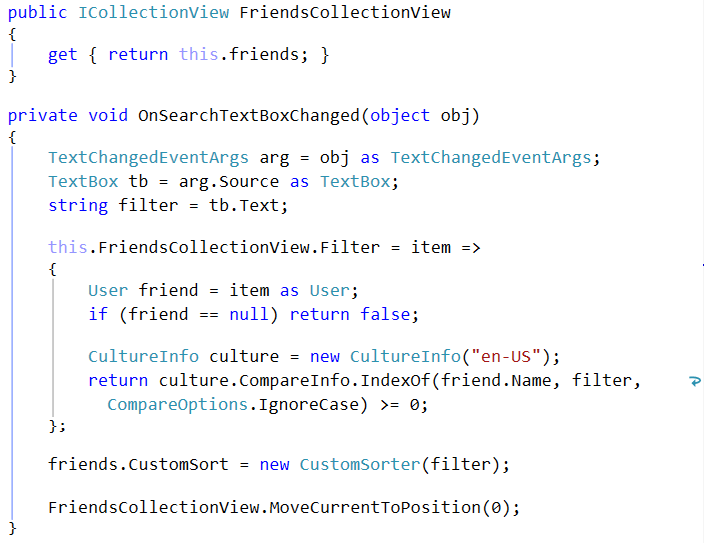 public ICollectionView FriendsCollectionView
{
    get { return this.friends; }
}

private void OnSearchTextBoxChanged(object obj)
{
    TextChangedEventArgs arg = obj as TextChangedEventArgs;
    TextBox tb = arg.Source as TextBox;
    string filter = tb.Text;

    this.FriendsCollectionView.Filter = item =>
    {
        User friend = item as User;
        if (friend == null) return false;

        CultureInfo culture = new CultureInfo("en-US");
        return culture.CompareInfo.IndexOf(friend.Name, filter,
          CompareOptions.IgnoreCase) >= 0;
    };

    friends.CustomSort = new CustomSorter(filter);

    FriendsCollectionView.MoveCurrentToPosition(0);
}